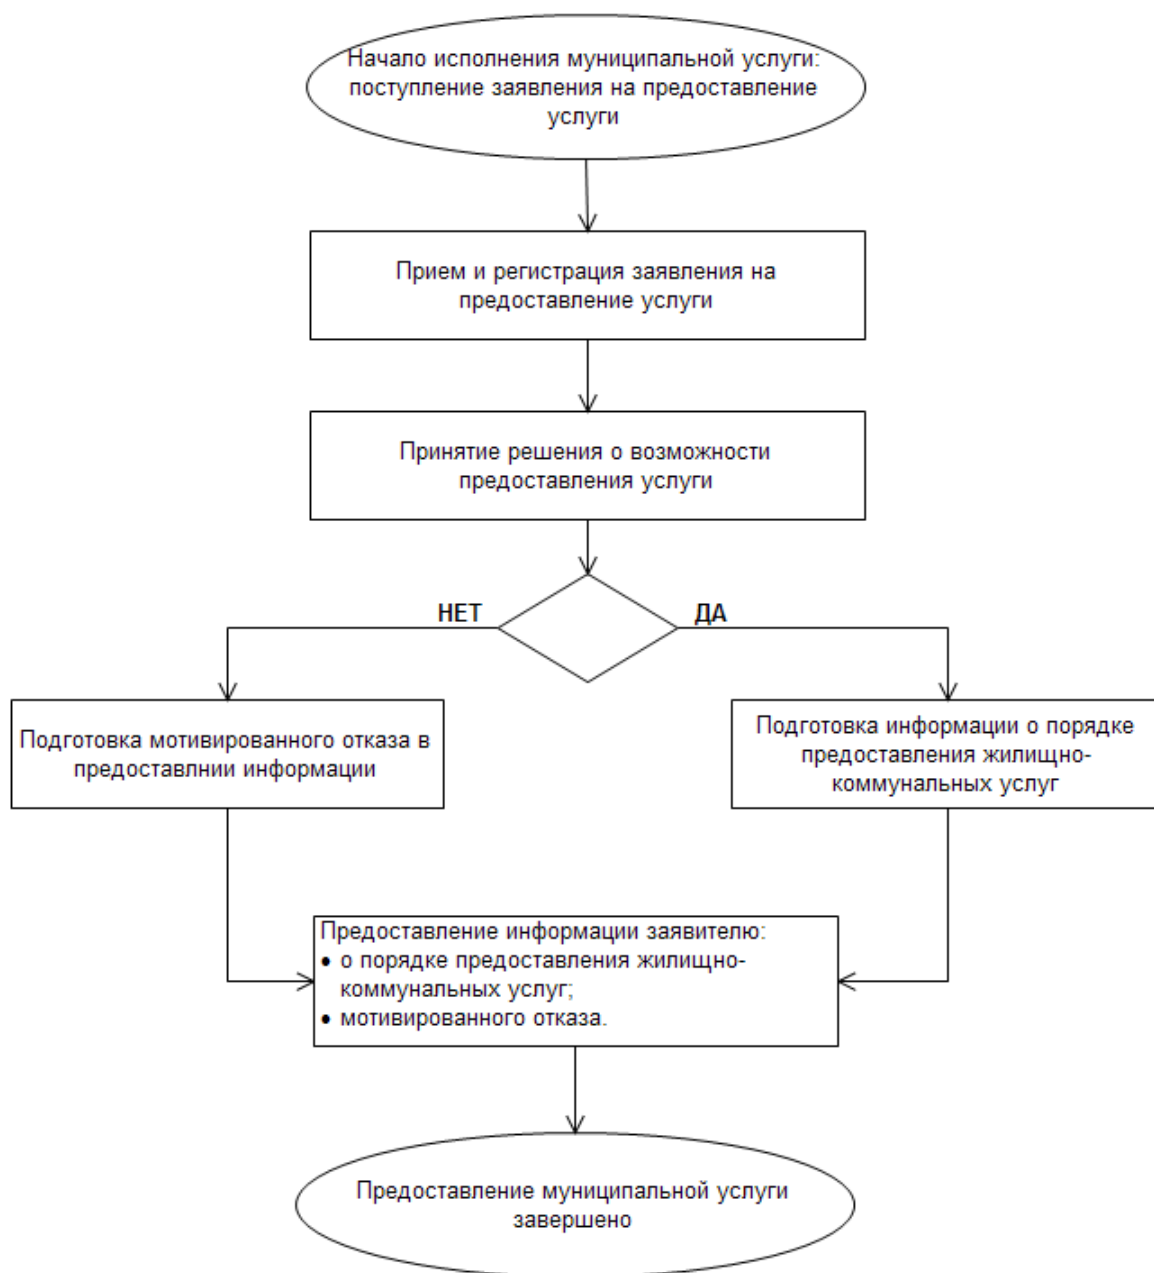 Начало исполнения муниципальной услуги:
поступление заявления на предоставление
услуги
Прием и регистрация заявления на
предоставление услуги
Принятие решения о возможности
предоставления услуги
НЕТ
ДА
Подготовка мотивированного отказа в
предоставлнии информации
Подготовка информации о порядке
предоставления жилищно-
коммунальных услуг
Предоставление информации заявителю:
• о порядке предоставления жилищно-
коммунальных услуг;
• мотивированного отказа.
Предоставление муниципальной услуги
завершено